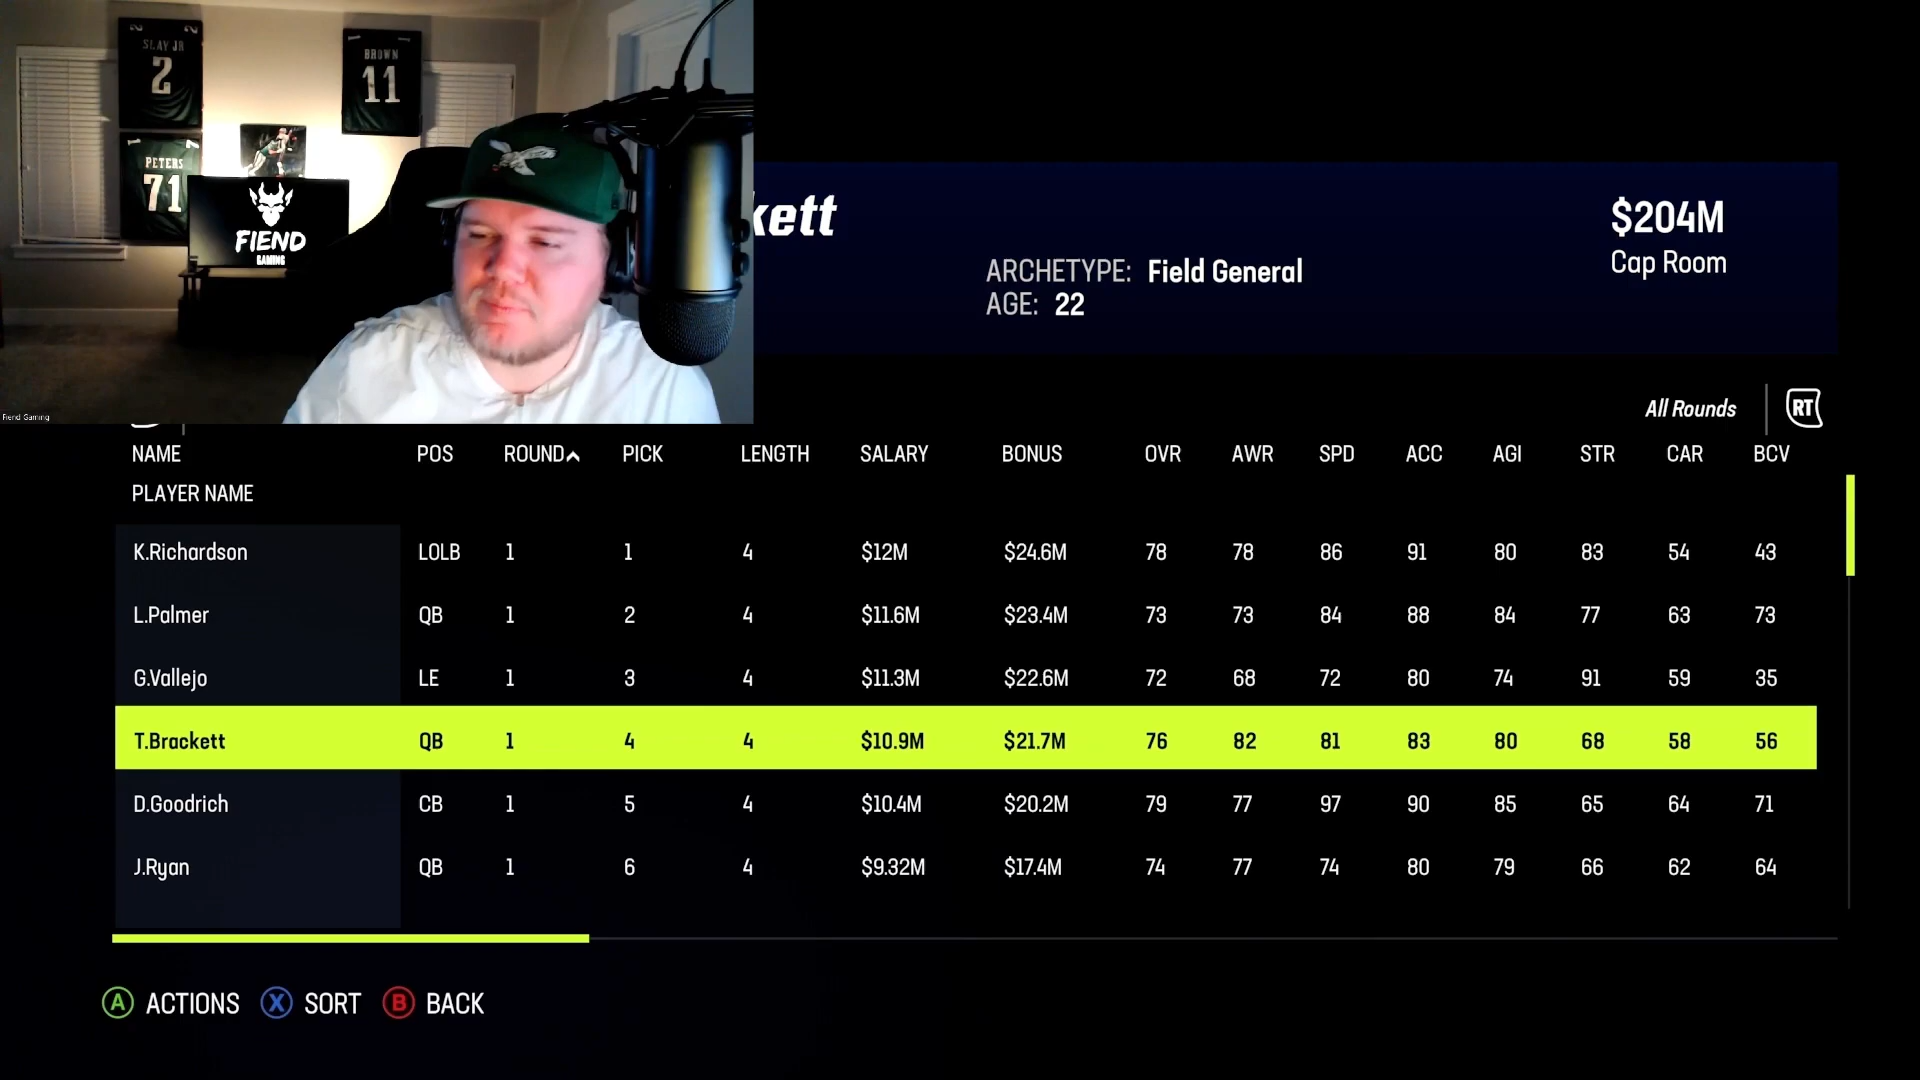 SLAY JR
2
BROWN
11
PETERS
71
FIEND
GAMING
Fiend Gaming
kett
ARCHETYPE: Field General
AGE: 22
$204M
Cap Room
All Rounds RT
NAME POS ROUND PICK LENGTH SALARY BONUS OVR AWR SPD ACC AGI STR CAR BCV
PLAYER NAME
K.Richardson LOLB 1 1 4 $12M $24.6M 78 78 86 91 80 83 54 43
L.Palmer QB 1 2 4 $11.6M $23.4M 73 73 84 88 84 77 63 73
G.Vallejo LE 1 3 4 $11.3M $22.6M 72 68 72 80 74 91 59 35
T.Brackett QB 1 4 4 $10.9M $21.7M 76 82 81 83 80 68 58 56
D.Goodrich CB 1 5 4 $10.4M $20.2M 79 77 97 90 85 65 64 71
J.Ryan QB 1 6 4 $9.32M $17.4M 74 77 74 80 79 66 62 64
A ACTIONS X SORT B BACK